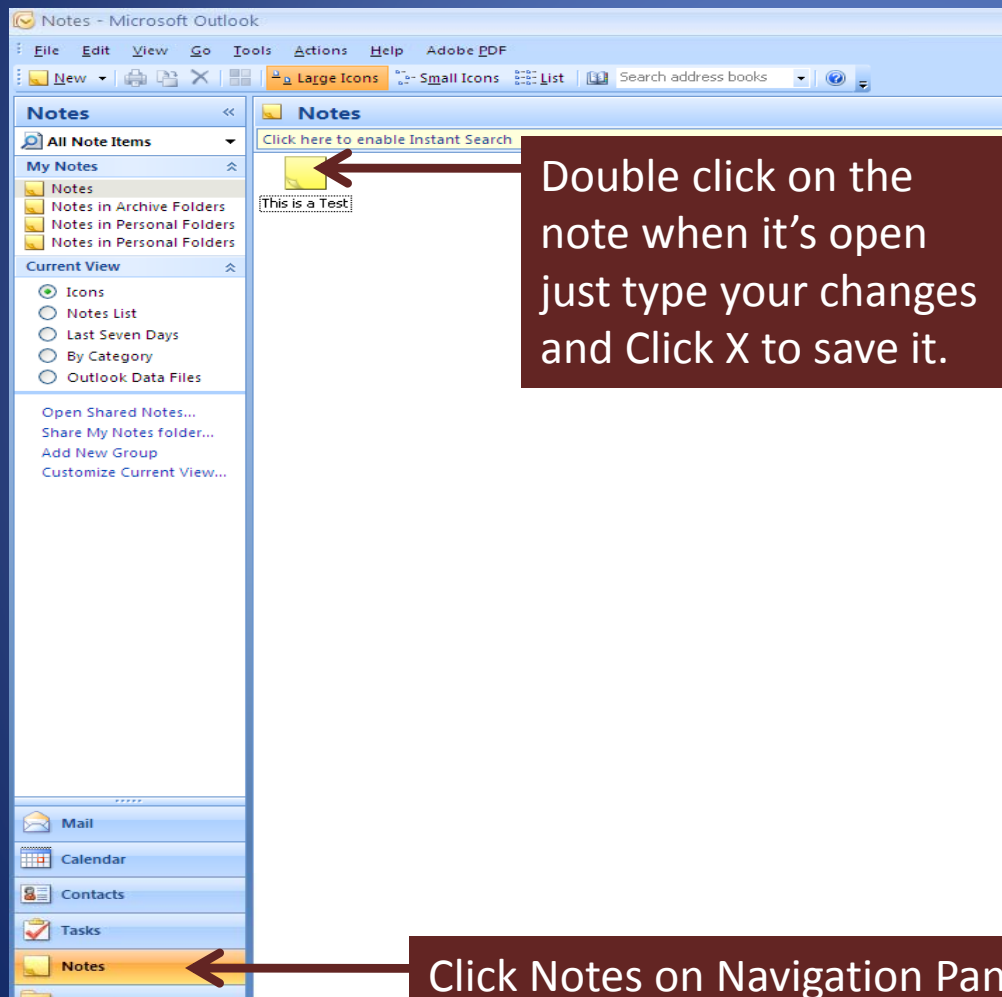 Notes - Microsoft Outlook
File Edit View Go Tools Actions Help Adobe PDF
New Large Icons Small Icons List Search address books
Notes «
Notes
All Note Items
Click here to enable Instant Search
My Notes
Notes
Notes in Archive Folders
Notes in Personal Folders
Notes in Personal Folders
This is a Test
Double click on the
note when it’s open
just type your changes
and Click X to save it.
Current View
Icons
Notes List
Last Seven Days
By Category
Outlook Data Files
Open Shared Notes...
Share My Notes folder...
Add New Group
Customize Current View...
Mail
Calendar
Contacts
Tasks
Notes
Click Notes on Navigation Pan